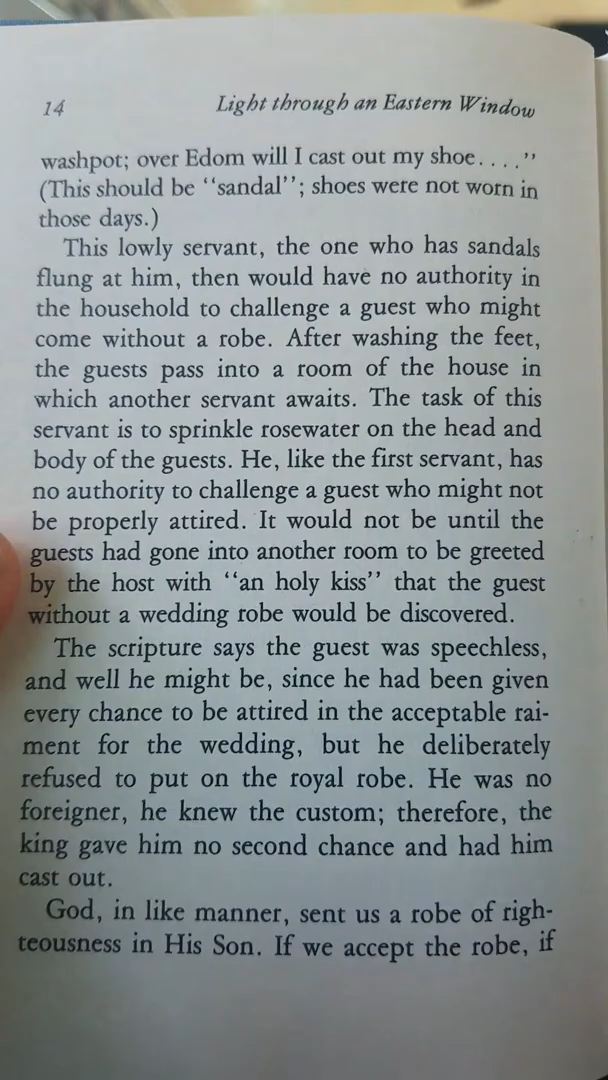 14 Light through an Eastern Window
washpot; over Edom will I cast out my shoe. . . .''
(This should be ‘‘sandal’’; shoes were not worn in
those days.)
This lowly servant, the one who has sandals
flung at him, then would have no authority in
the household to challenge a guest who might
come without a robe. After washing the feet,
the guests pass into a room of the house in
which another servant awaits. The task of this
servant is to sprinkle rosewater on the head and
body of the guests. He, like the first servant, has
no authority to challenge a guest who might not
be properly attired. It would not be until the
guests had gone into another room to be greeted
by the host with ‘‘an holy kiss’’ that the guest
without a wedding robe would be discovered.
The scripture says the guest was speechless,
and well he might be, since he had been given
every chance to be attired in the acceptable rai-
ment for the wedding, but he deliberately
refused to put on the royal robe. He was no
foreigner, he knew the custom; therefore, the
king gave him no second chance and had him
cast out.
God, in like manner, sent us a robe of righ-
teousness in His Son. If we accept the robe, if